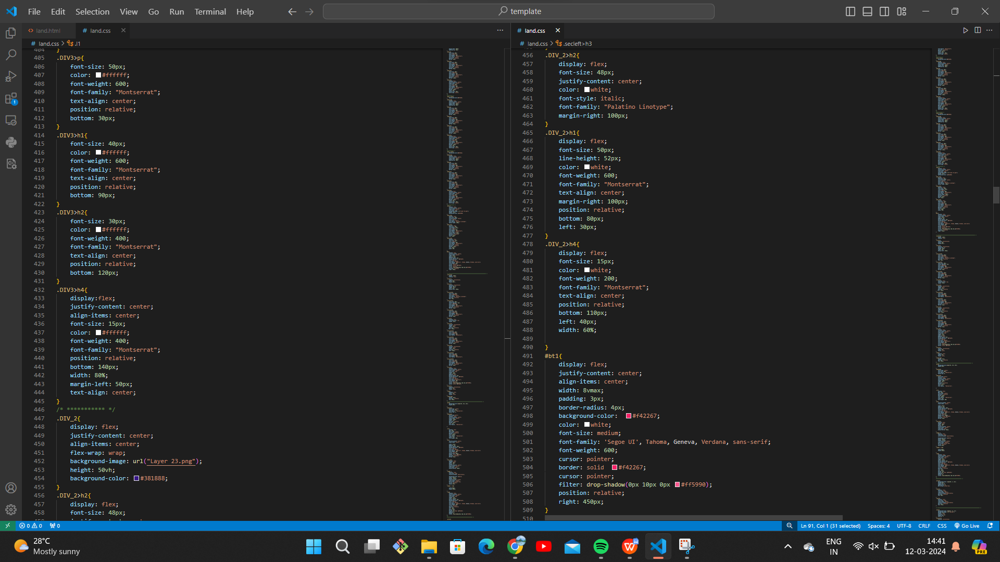 File Edit Selection View Go Run Terminal Help
template
land.html
land.css
land.css > .l1
404 }
405 .DIV3>p{
406 font-size: 50px;
407 color: #ffffff;
408 font-weight: 600;
409 font-family: "Montserrat";
410 text-align: center;
411 position: relative;
412 bottom: 30px;
413 }
414 .DIV3>h1{
415 font-size: 40px;
416 color: #ffffff;
417 font-weight: 600;
418 font-family: "Montserrat";
419 text-align: center;
420 position: relative;
421 bottom: 90px;
422 }
423 .DIV3>h2{
424 font-size: 30px;
425 color: #ffffff;
426 font-weight: 400;
427 font-family: "Montserrat";
428 text-align: center;
429 position: relative;
430 bottom: 120px;
431 }
432 .DIV3>h4{
433 display:flex;
434 justify-content: center;
435 align-items: center;
436 font-size: 15px;
437 color: #ffffff;
438 font-weight: 400;
439 font-family: "Montserrat";
440 position: relative;
441 bottom: 140px;
442 width: 80%;
443 margin-left: 50px;
444 text-align: center;
445 }
446 /* *********** */
447 .DIV_2{
448 display: flex;
449 justify-content: center;
450 align-items: center;
451 flex-wrap: wrap;
452 background-image: url("Layer 23.png");
453 height: 50vh;
454 background-color: #381888;
455 }
456 .DIV_2>h2{
457 display: flex;
458 font-size: 48px;
land.css
land.css > .secleft>h3
456 .DIV_2>h2{
457 display: flex;
458 font-size: 48px;
459 justify-content: center;
460 color: white;
461 font-style: italic;
462 font-family: "Palatino Linotype";
463 margin-right: 100px;
464 }
465 .DIV_2>h1{
466 display: flex;
467 font-size: 50px;
468 line-height: 52px;
469 color: white;
470 font-weight: 600;
471 font-family: "Montserrat";
472 text-align: center;
473 margin-right: 100px;
474 position: relative;
475 bottom: 80px;
476 left: 30px;
477 }
478 .DIV_2>h4{
479 display: flex;
480 font-size: 15px;
481 color: white;
482 font-weight: 200;
483 font-family: "Montserrat";
484 text-align: center;
485 position: relative;
486 bottom: 110px;
487 left: 40px;
488 width: 60%;
489
490 }
491 #bt1{
492 display: flex;
493 justify-content: center;
494 align-items: center;
495 width: 8vmax;
496 padding: 3px;
497 border-radius: 4px;
498 background-color: #f42267;
499 color: white;
500 font-size: medium;
501 font-family: 'Segoe UI', Tahoma, Geneva, Verdana, sans-serif;
502 font-weight: 600;
503 cursor: pointer;
504 border: solid #f42267;
505 cursor: pointer;
506 filter: drop-shadow(0px 10px 0px #ff5990);
507 position: relative;
508 right: 450px;
509 }
510
0 0 0
Ln 91, Col 1 (31 selected) Spaces: 4 UTF-8 CRLF CSS Go Live
28°C
Mostly sunny
ENG
IN
14:41
12-03-2024
PRE